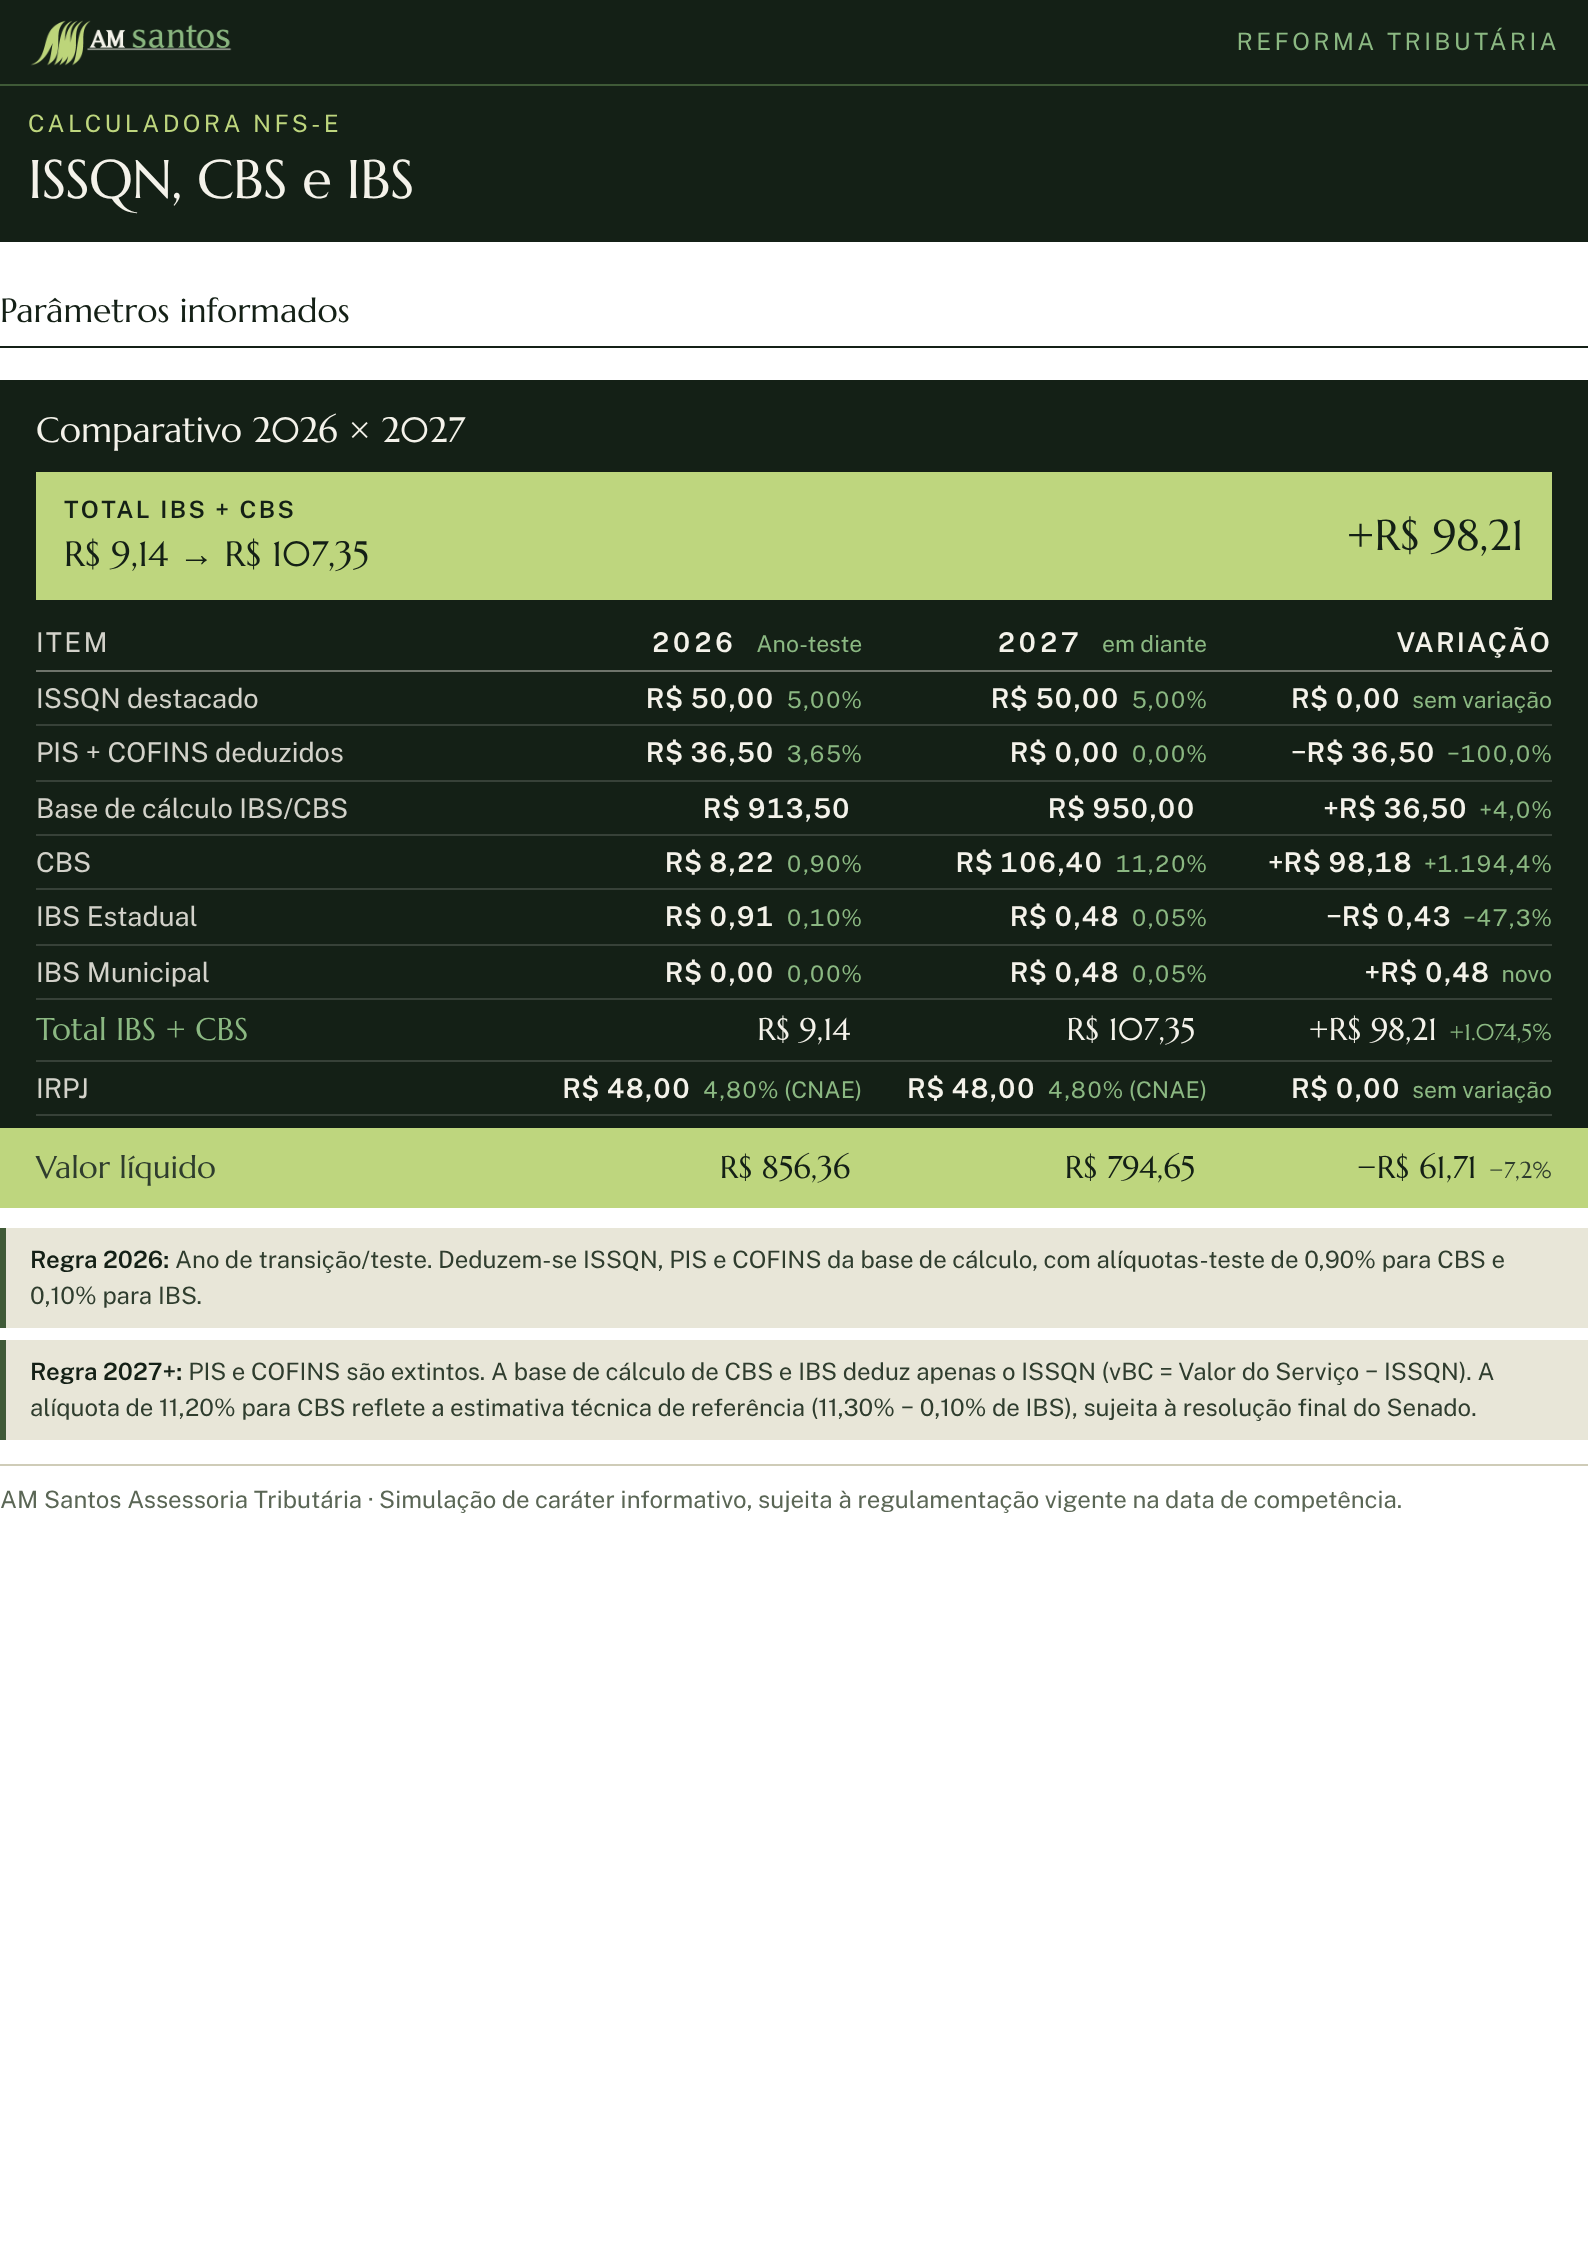 AM santos
REFORMA TRIBUTÁRIA
CALCULADORA NFS-E
ISSQN, CBS e IBS
Parâmetros informados
Comparativo 2026 × 2027
TOTAL IBS + CBS
R$ 9,14 → R$ 107,35
+R$ 98,21
ITEM 2026 Ano-teste 2027 em diante VARIAÇÃO
ISSQN destacado R$ 50,00 5,00% R$ 50,00 5,00% R$ 0,00 sem variação
PIS + COFINS deduzidos R$ 36,50 3,65% R$ 0,00 0,00% −R$ 36,50 −100,0%
Base de cálculo IBS/CBS R$ 913,50 R$ 950,00 +R$ 36,50 +4,0%
CBS R$ 8,22 0,90% R$ 106,40 11,20% +R$ 98,18 +1.194,4%
IBS Estadual R$ 0,91 0,10% R$ 0,48 0,05% −R$ 0,43 −47,3%
IBS Municipal R$ 0,00 0,00% R$ 0,48 0,05% +R$ 0,48 novo
Total IBS + CBS R$ 9,14 R$ 107,35 +R$ 98,21 +1.074,5%
IRPJ R$ 48,00 4,80% (CNAE) R$ 48,00 4,80% (CNAE) R$ 0,00 sem variação
Valor líquido R$ 856,36 R$ 794,65 −R$ 61,71 −7,2%
Regra 2026: Ano de transição/teste. Deduzem-se ISSQN, PIS e COFINS da base de cálculo, com alíquotas-teste de 0,90% para CBS e
0,10% para IBS.
Regra 2027+: PIS e COFINS são extintos. A base de cálculo de CBS e IBS deduz apenas o ISSQN (vBC = Valor do Serviço − ISSQN). A
alíquota de 11,20% para CBS reflete a estimativa técnica de referência (11,30% − 0,10% de IBS), sujeita à resolução final do Senado.
AM Santos Assessoria Tributária · Simulação de caráter informativo, sujeita à regulamentação vigente na data de competência.